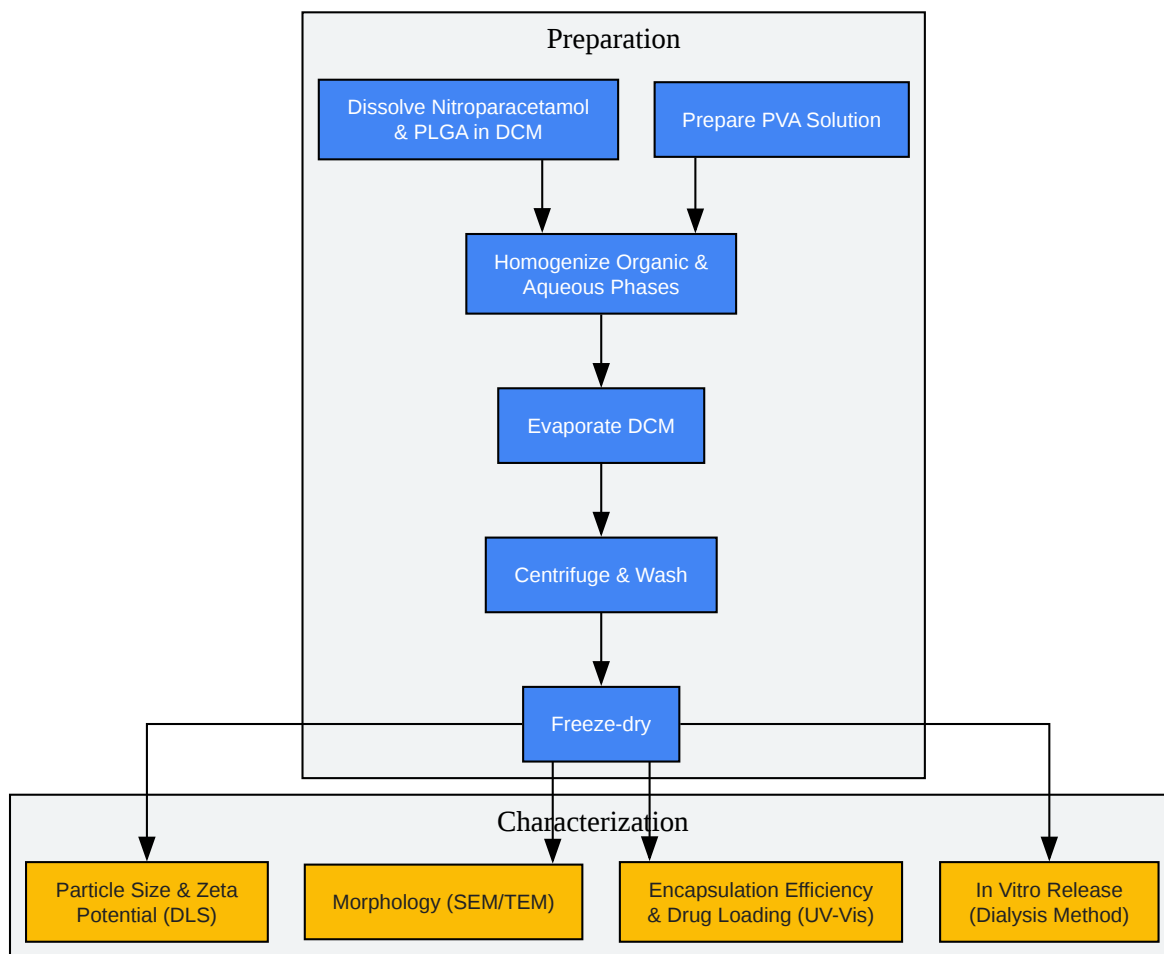 Preparation
Dissolve Nitroparacetamol
& PLGA in DCM
Prepare PVA Solution
Homogenize Organic &
Aqueous Phases
Evaporate DCM
Centrifuge & Wash
Freeze-dry
Characterization
Particle Size & Zeta
Potential (DLS)
Morphology (SEM/TEM)
Encapsulation Efficiency
& Drug Loading (UV-Vis)
In Vitro Release
(Dialysis Method)